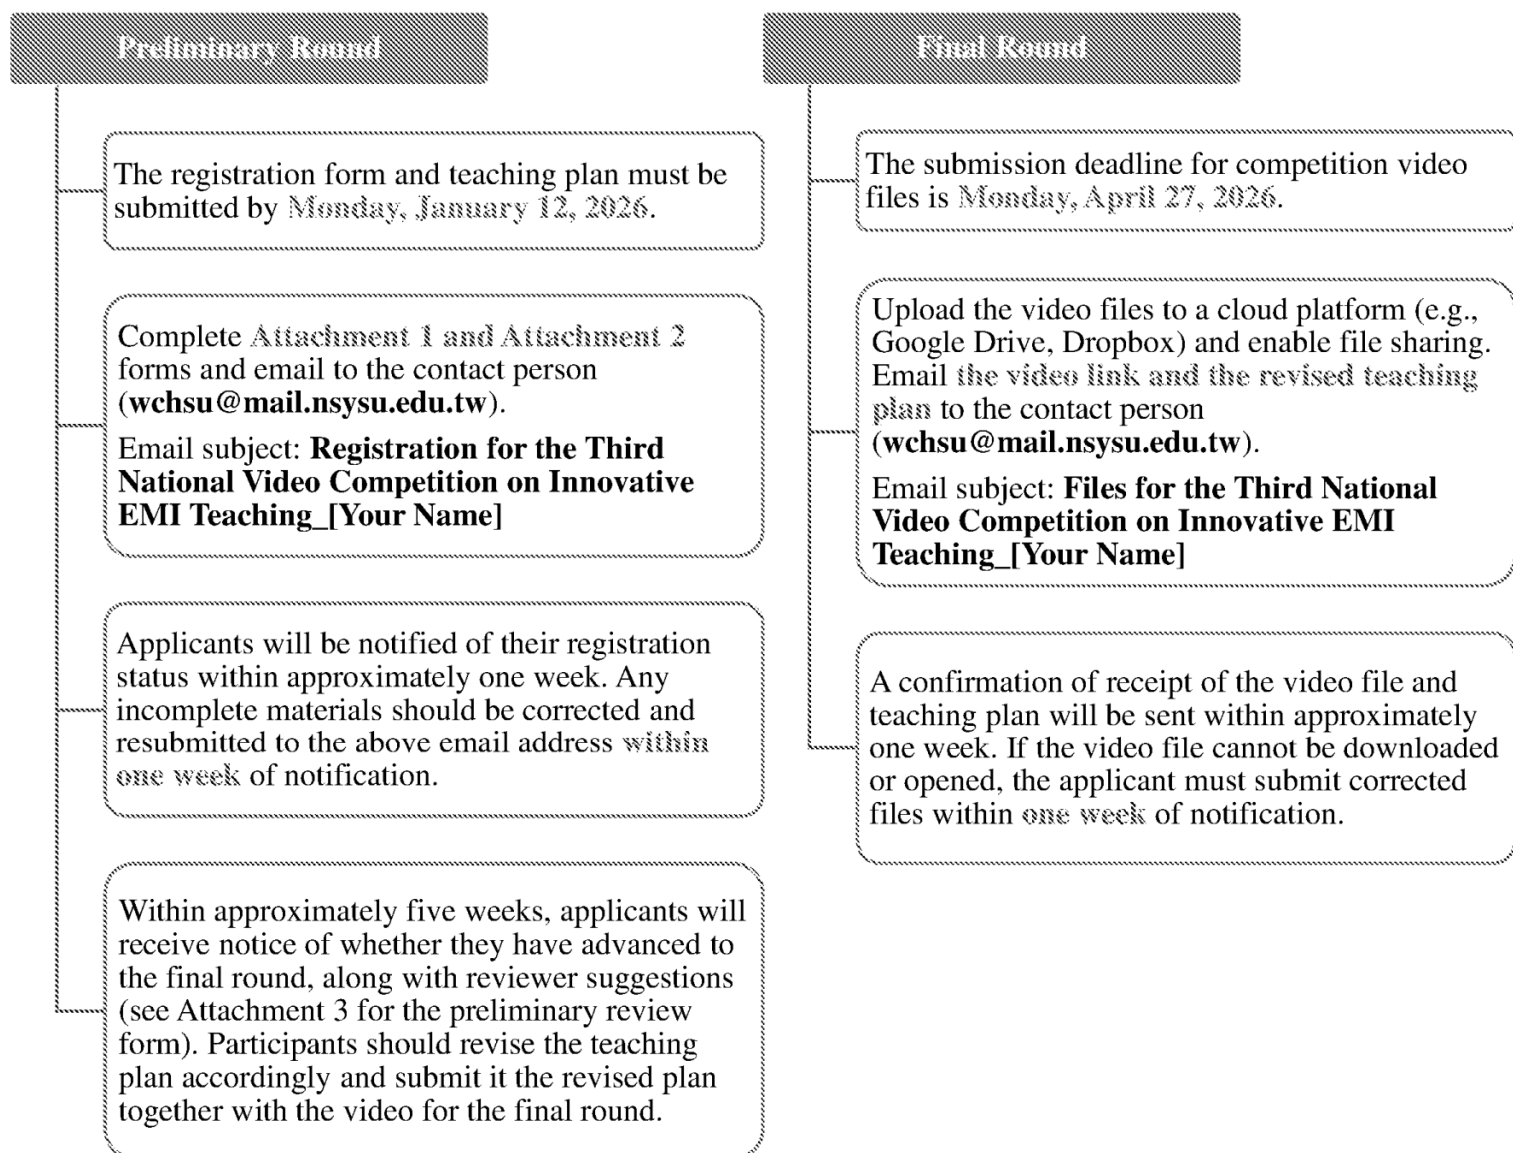 Preliminary Round
The registration form and teaching plan must be
submitted by Monday, January 12, 2026.
Complete Attachment 1 and Attachment 2
forms and email to the contact person
(wchsu@mail.nsysu.edu.tw).
Email subject: Registration for the Third
National Video Competition on Innovative
EMI Teaching_[Your Name]
Applicants will be notified of their registration
status within approximately one week. Any
incomplete materials should be corrected and
resubmitted to the above email address within
one week of notification.
Within approximately five weeks, applicants will
receive notice of whether they have advanced to
the final round, along with reviewer suggestions
(see Attachment 3 for the preliminary review
form). Participants should revise the teaching
plan accordingly and submit it the revised plan
together with the video for the final round.
Final Round
The submission deadline for competition video
files is Monday, April 27, 2026.
Upload the video files to a cloud platform (e.g.,
Google Drive, Dropbox) and enable file sharing.
Email the video link and the revised teaching
plan to the contact person
(wchsu@mail.nsysu.edu.tw).
Email subject: Files for the Third National
Video Competition on Innovative EMI
Teaching_[Your Name]
A confirmation of receipt of the video file and
teaching plan will be sent within approximately
one week. If the video file cannot be downloaded
or opened, the applicant must submit corrected
files within one week of notification.